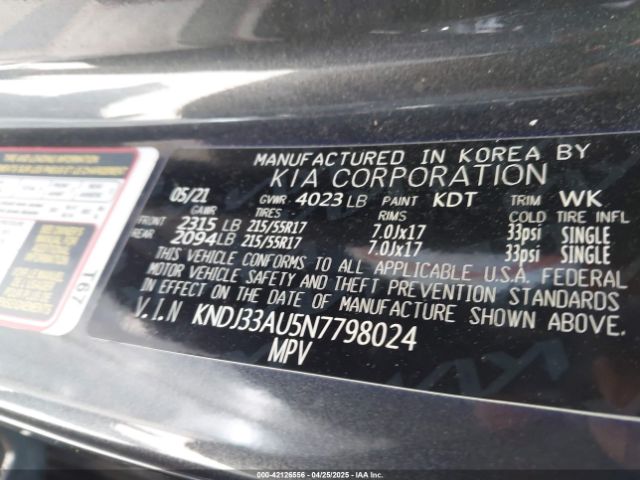 MANUFACTURED IN KOREA BY
KIA CORPORATION
05/21 GVWR 4023 LB PAINT KDT TRIM WK
GAWR TIRES RIMS COLD TIRE INFL
FRONT 2315 LB 215/55R17 7.0Jx17 33psi SINGLE
REAR 2094 LB 215/55R17 7.0Jx17 33psi SINGLE
THIS VEHICLE CONFORMS TO ALL APPLICABLE U.S.A. FEDERAL
MOTOR VEHICLE SAFETY AND THEFT PREVENTION STANDARDS
IN EFFECT ON THE DATE OF MANUFACTURE SHOWN ABOVE.
V.I.N KNDJ33AU5N7798024
MPV
T67
000-42126556 - 04/25/2025